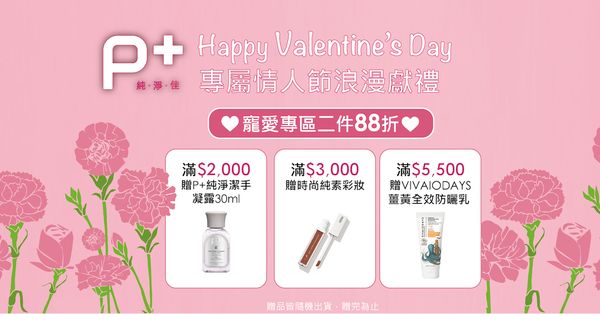 P+
純·淨·佳
Happy Valentine's Day
專屬情人節浪漫獻禮
寵愛專區二件88折
滿$2,000
贈P+純淨潔手
凝露30ml
滿$3,000
贈時尚純素彩妝
滿$5,500
贈VIVAIODAYS
薑黃全效防曬乳
贈品皆隨機出貨，贈完為止